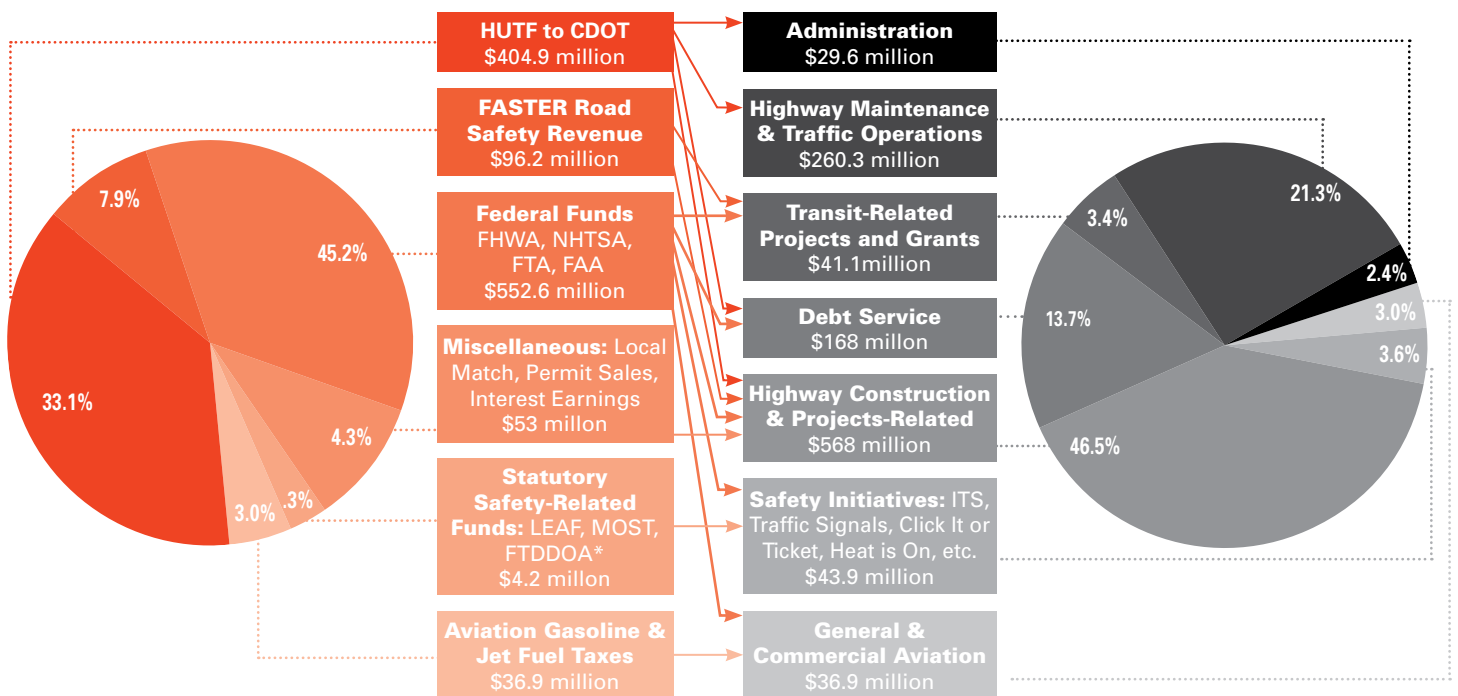 HUTF to CDOT
$404.9 million
FASTER Road
Safety Revenue
$96.2 million
Federal Funds
FHWA, NHTSA,
FTA, FAA
$552.6 million
Miscellaneous: Local
Match, Permit Sales,
Interest Earnings
$53 millon
Statutory
Safety-Related
Funds: LEAF, MOST,
FTDDOA*
$4.2 millon
Aviation Gasoline &
Jet Fuel Taxes
$36.9 million
Administration
$29.6 million
Highway Maintenance
& Traffic Operations
$260.3 million
Transit-Related
Projects and Grants
$41.1million
Debt Service
$168 millon
Highway Construction
& Projects-Related
$568 million
Safety Initiatives: ITS,
Traffic Signals, Click It or
Ticket, Heat is On, etc.
$43.9 million
General &
Commercial Aviation
$36.9 million
7.9%
45.2%
33.1%
4.3%
.3%
3.0%
21.3%
3.4%
2.4%
3.0%
13.7%
3.6%
46.5%